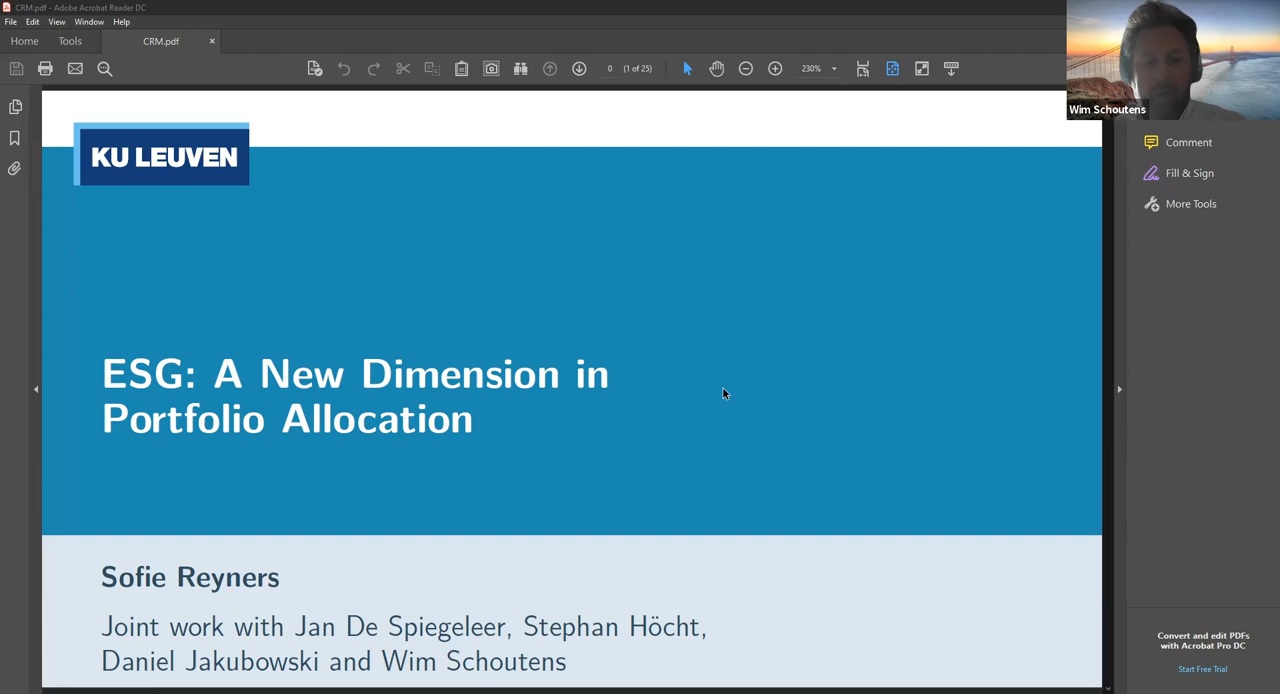 CRM.pdf - Adobe Acrobat Reader DC
File Edit View Window Help
Home Tools CRM.pdf ×
0 (1 of 25) 230%
Wim Schoutens
Comment
Fill & Sign
More Tools
KU LEUVEN
ESG: A New Dimension in
Portfolio Allocation
Sofie Reyners
Joint work with Jan De Spiegeleer, Stephan Höcht,
Daniel Jakubowski and Wim Schoutens
Convert and edit PDFs
with Acrobat Pro DC
Start Free Trial